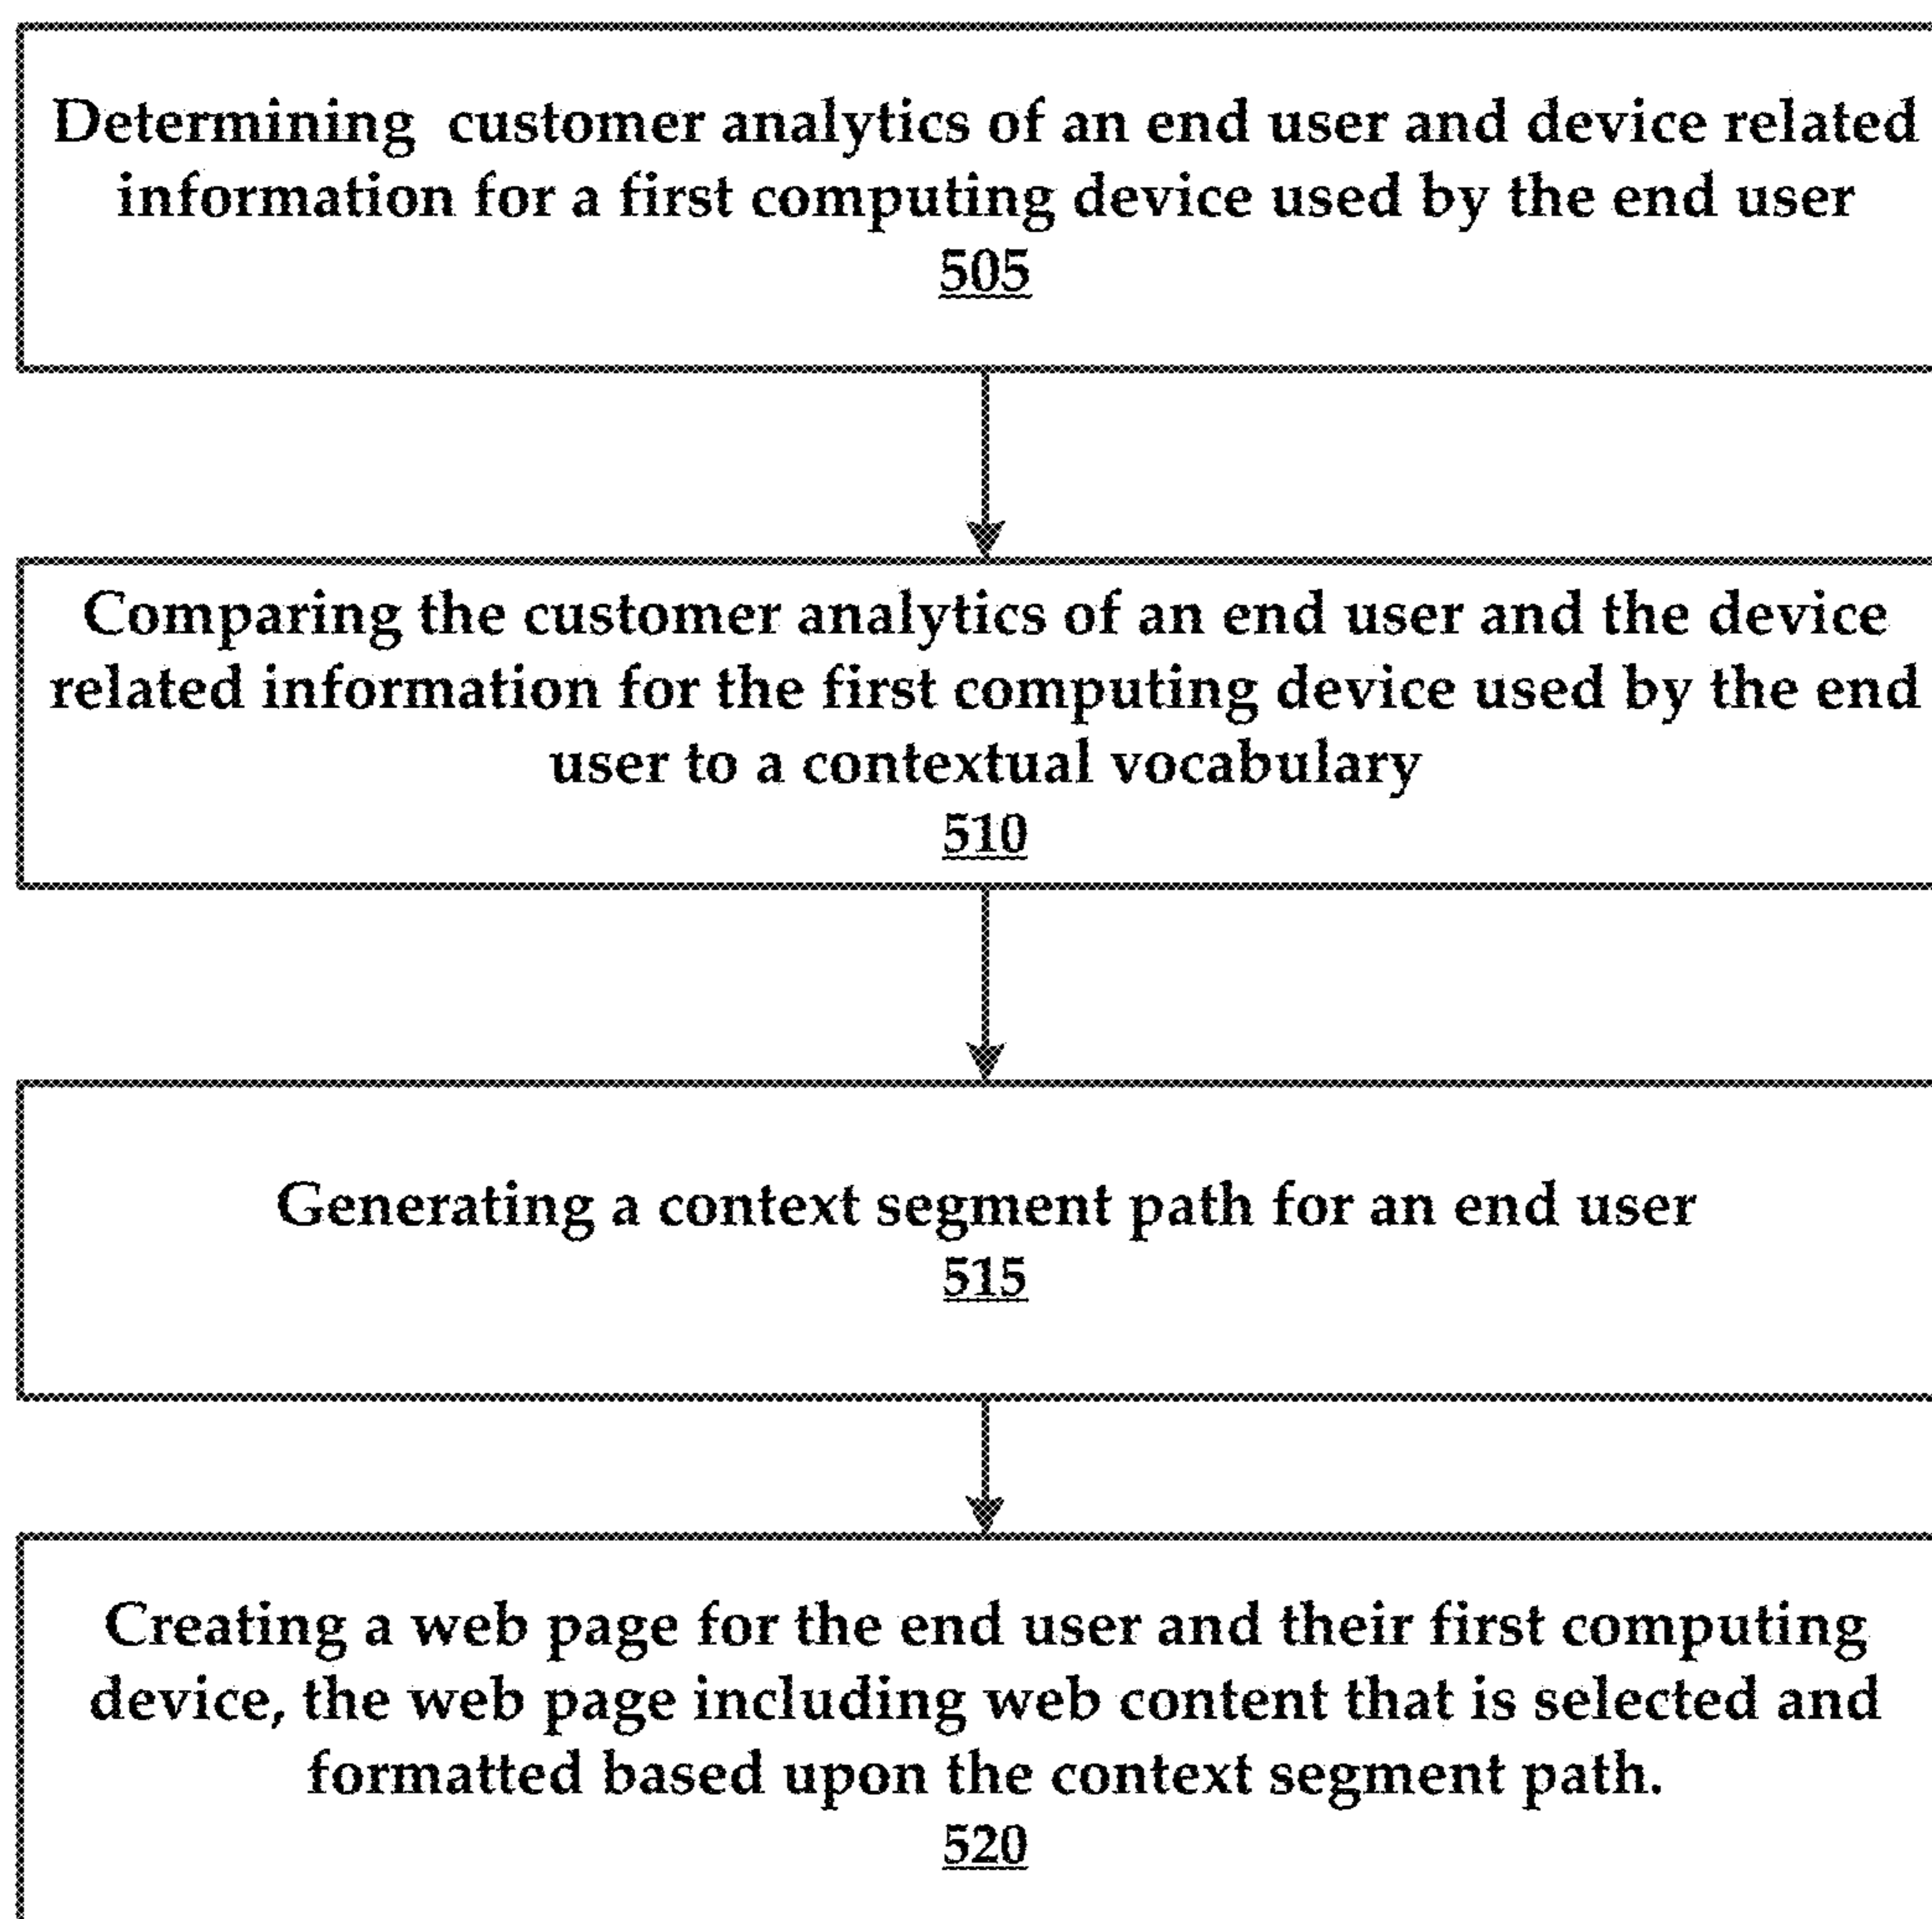 Determining customer analytics of an end user and device related
information for a first computing device used by the end user
505
Comparing the customer analytics of an end user and the device
related information for the first computing device used by the end
user to a contextual vocabulary
510
Generating a context segment path for an end user
515
Creating a web page for the end user and their first computing
device, the web page including web content that is selected and
formatted based upon the context segment path.
520